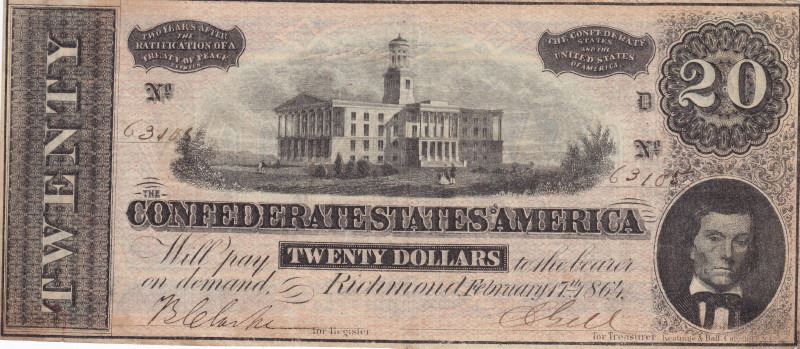 TWENTY
TWO YEARS AFTER
THE
RATIFICATION OF A
TREATY OF PEACE
BETWEEN
THE CONFEDERATE
STATES
AND THE
UNITED STATES
OF AMERICA
20
Nº
D
Nº
THE
CONFEDERATE STATES OF AMERICA
Will pay TWENTY DOLLARS to the bearer
on demand, Richmond February 17th, 1864.
for Register
for Treasurer
Keatinge & Ball, Columbia, S.C.